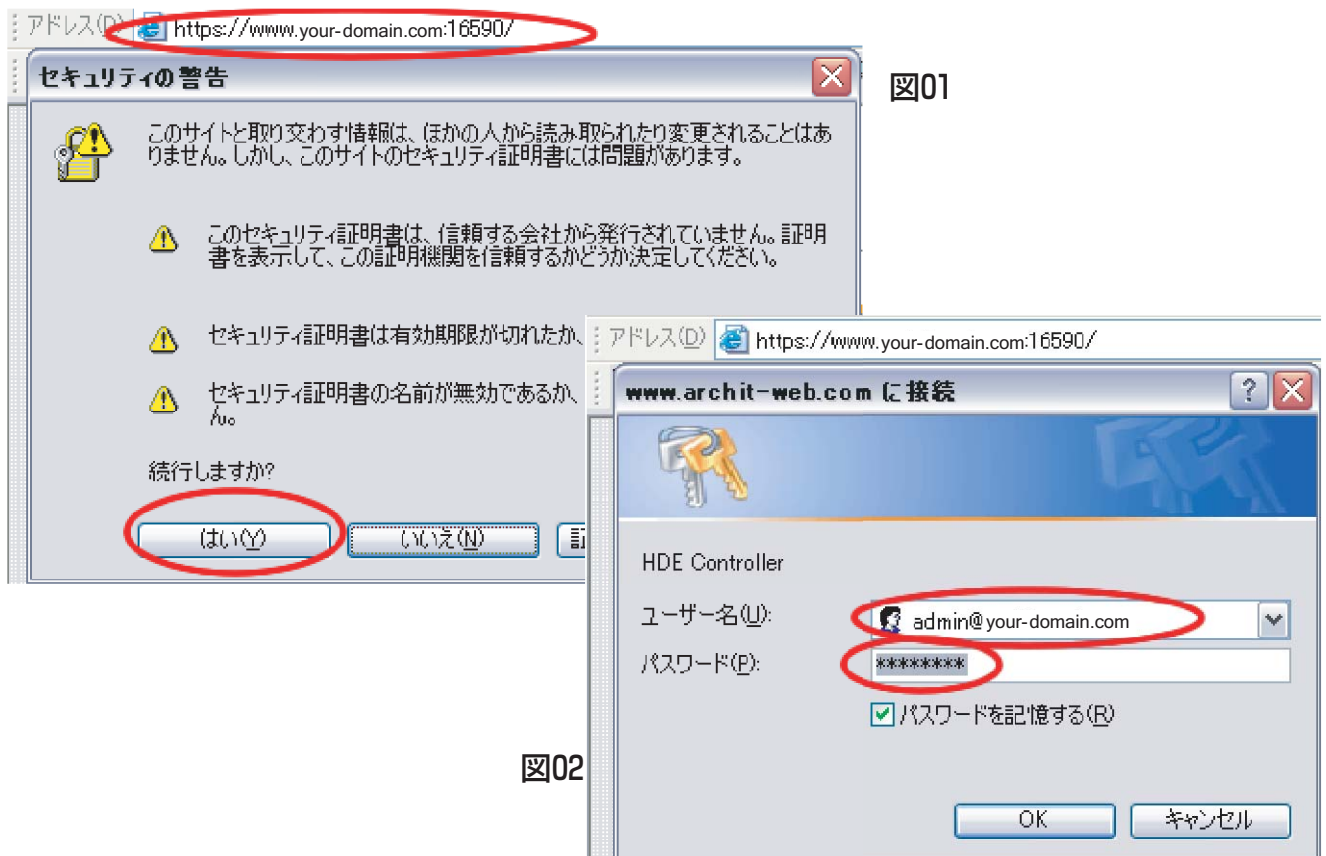 アドレス(D) https://www.your-domain.com:16590/
セキュリティの警告
図01
このサイトと取り交わす情報は、ほかの人から読み取られたり変更されることはあ
りません。しかし、このサイトのセキュリティ証明書には問題があります。
このセキュリティ証明書は、信頼する会社から発行されていません。証明
書を表示して、この証明機関を信頼するかどうか決定してください。
セキュリティ証明書は有効期限が切れたか、
セキュリティ証明書の名前が無効であるか、
ん。
続行しますか?
はい(Y) いいえ(N) 証
アドレス(D) https://www.your-domain.com:16590/
www.archit-web.com に接続
HDE Controller
ユーザー名(U): admin@your-domain.com
パスワード(P): ********
パスワードを記憶する(R)
図02
OK キャンセル